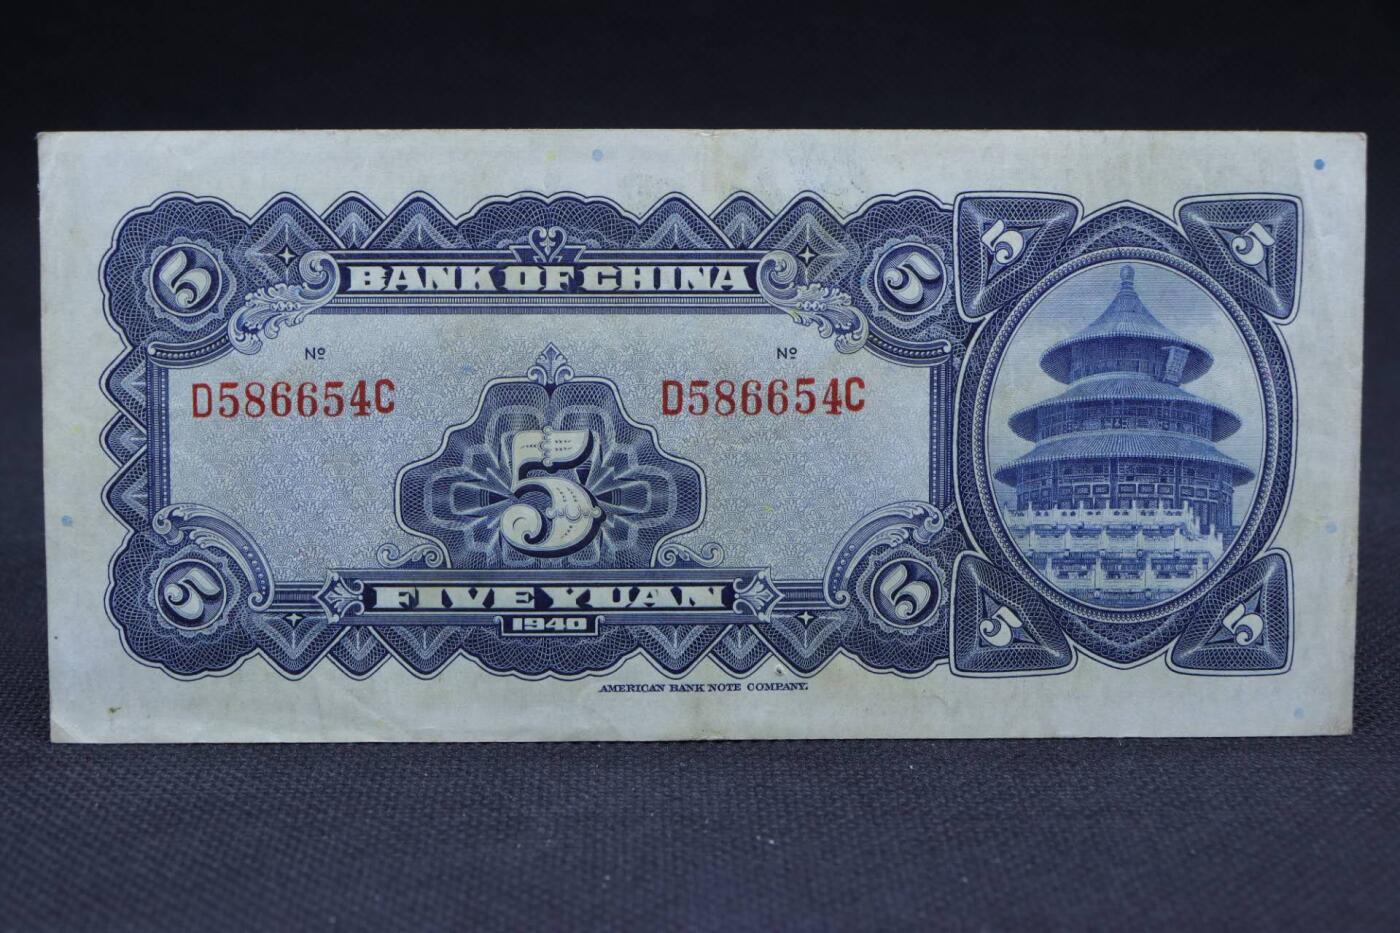 5 5 5 5
BANK OF CHINA
Nº Nº
D586654C D586654C
5
FIVE YUAN
5 5 5 5
1940
AMERICAN BANK NOTE COMPANY.